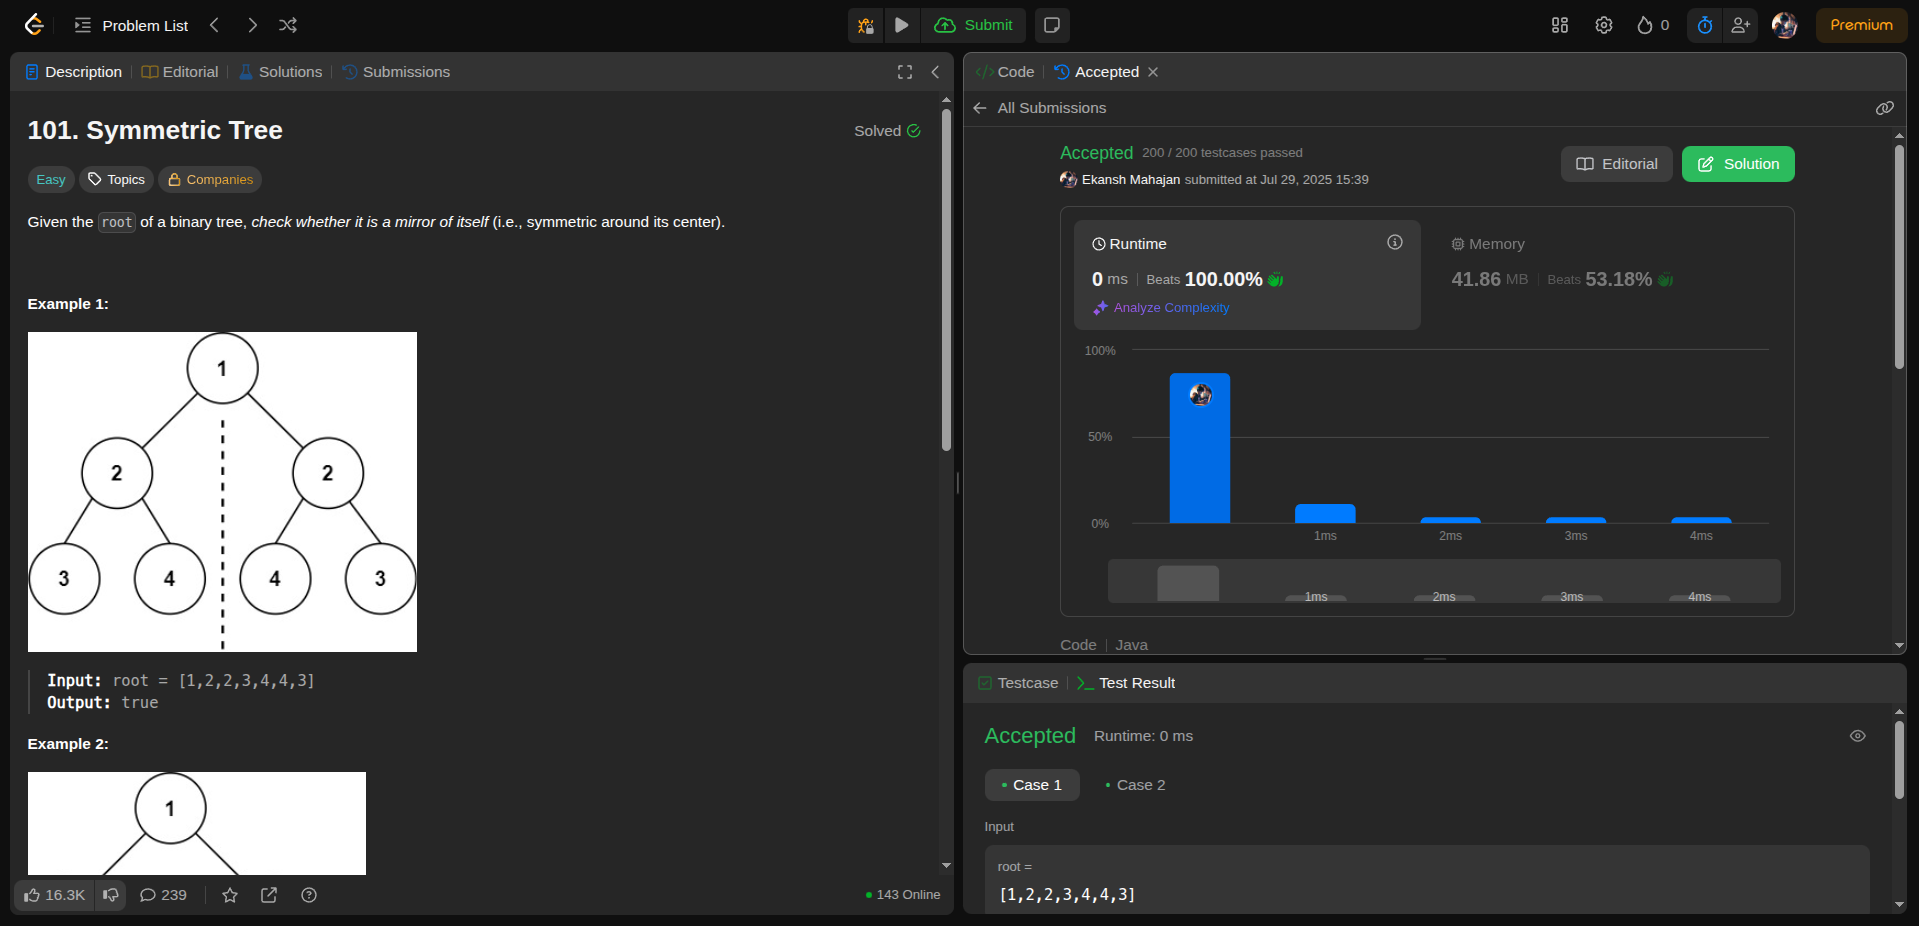 Problem List
Submit
0
Premium
Description
Editorial
Solutions
Submissions
101. Symmetric Tree
Solved
Easy
Topics
Companies
Given the root of a binary tree, check whether it is a mirror of itself (i.e., symmetric around its center).
Example 1:
1
2 2
3 4 4 3
Input: root = [1,2,2,3,4,4,3]
Output: true
Example 2:
1
16.3K
239
143 Online
Code
Accepted
All Submissions
Accepted 200 / 200 testcases passed
Ekansh Mahajan submitted at Jul 29, 2025 15:39
Editorial
Solution
Runtime
0 ms Beats 100.00%
Analyze Complexity
Memory
41.86 MB Beats 53.18%
100%
50%
0%
1ms 2ms 3ms 4ms
1ms 2ms 3ms 4ms
Code Java
Testcase
Test Result
Accepted Runtime: 0 ms
Case 1
Case 2
Input
root =
[1,2,2,3,4,4,3]